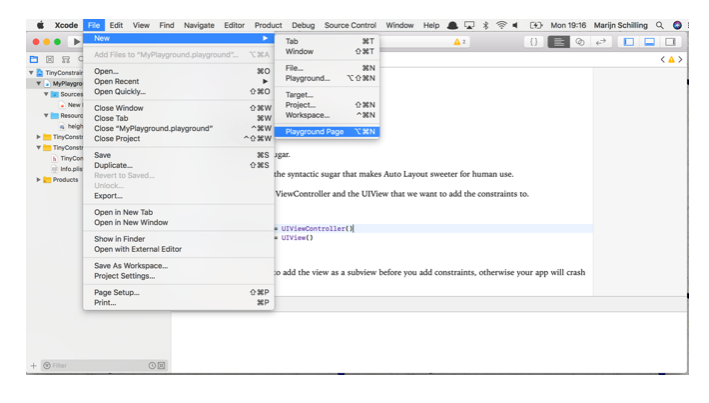 Xcode File Edit View Find Navigate Editor Product Debug Source Control Window Help Mon 19:16 Marijn Schilling
2
TinyConstrain
MyPlaygro
Sources
New
Resourc
heigh
TinyConstr
TinyConstr
TinyCon
Info.plis
Products
Filter
New
Add Files to "MyPlayground.playground"... ⌥⌘A
Open... ⌘O
Open Recent
Open Quickly... ⇧⌘O
Close Window ⇧⌘W
Close Tab ⌘W
Close "MyPlayground.playground" ^⌘W
Close Project ^⇧⌘W
Save ⌘S
Duplicate... ⇧⌘S
Revert to Saved...
Unlock...
Export...
Open in New Tab
Open in New Window
Show in Finder
Open with External Editor
Save As Workspace...
Project Settings...
Page Setup... ⇧⌘P
Print... ⌘P
Tab ⌘T
Window ⇧⌘T
File... ⌘N
Playground... ⌥⇧⌘N
Target...
Project... ⇧⌘N
Workspace... ^⌘N
Playground Page ⌥⌘N
ugar.
the syntactic sugar that makes Auto Layout sweeter for human use.
ViewController and the UIView that we want to add the constraints to.
= UIViewController()
= UIView()
to add the view as a subview before you add constraints, otherwise your app will crash